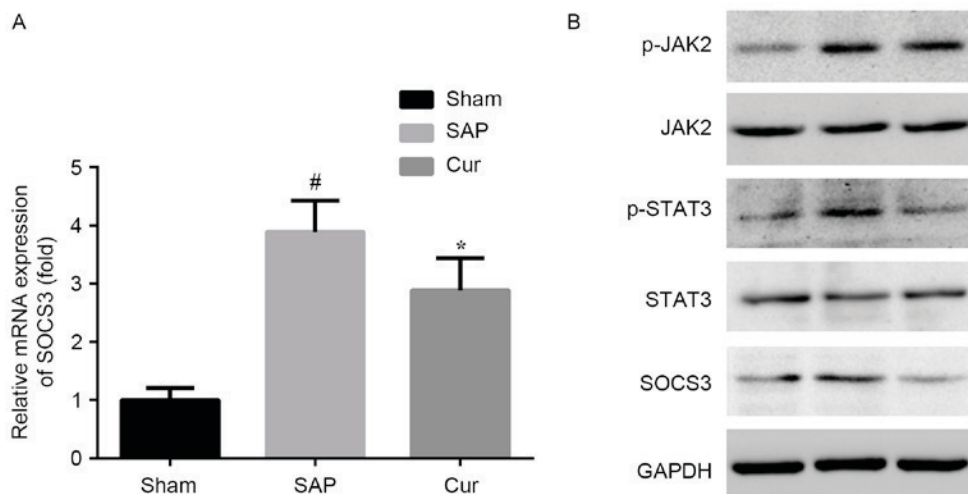 A
Sham
SAP
Cur
Relative mRNA expression
of SOCS3 (fold)
5
4
3
2
1
0
#
*
Sham SAP Cur
B
p-JAK2
JAK2
p-STAT3
STAT3
SOCS3
GAPDH